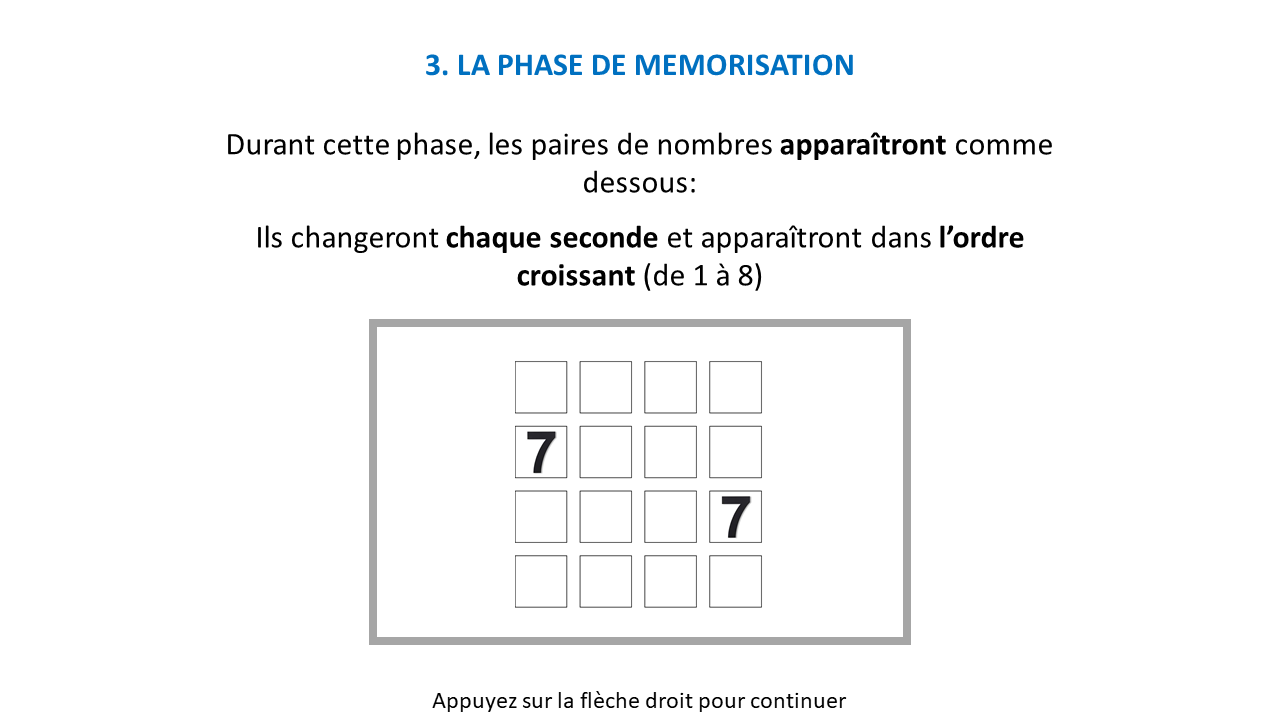 3. LA PHASE DE MEMORISATION
Durant cette phase, les paires de nombres apparaîtront comme
dessous:
Ils changeront chaque seconde et apparaîtront dans l’ordre
croissant (de 1 à 8)
7
7
Appuyez sur la flèche droit pour continuer